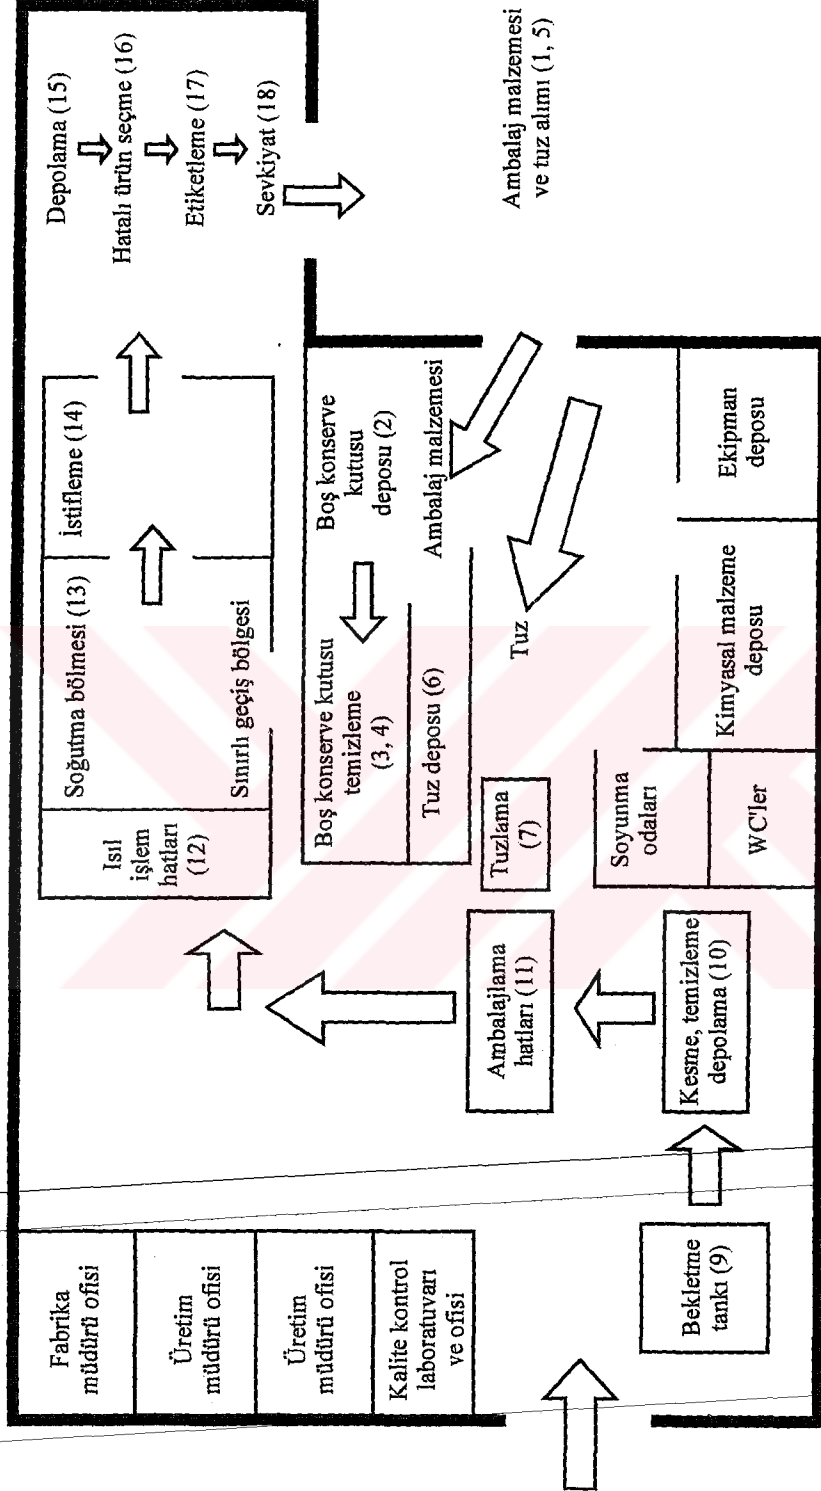 Fabrika
müdürü ofisi
Üretim
müdürü ofisi
Üretim
müdürü ofisi
Kalite kontrol
laboratuvarı
ve ofisi
Bekletme
tankı (9)
Kesme, temizleme
depolama (10)
Ambalajlama
hatları (11)
Isıl
işlem
hatları
(12)
Soğutma bölmesi (13)
Sınırlı geçiş bölgesi
İstifleme (14)
Depolama (15)
Hatalı ürün seçme (16)
Etiketleme (17)
Sevkiyat (18)
Boş konserve kutusu
temizleme
(3, 4)
Boş konserve
kutusu
deposu (2)
Tuz deposu (6)
Ambalaj malzemesi
Tuzlama
(7)
Tuz
Ambalaj malzemesi
ve tuz alımı (1, 5)
Soyunma
odaları
WC'ler
Kimyasal malzeme
deposu
Ekipman
deposu